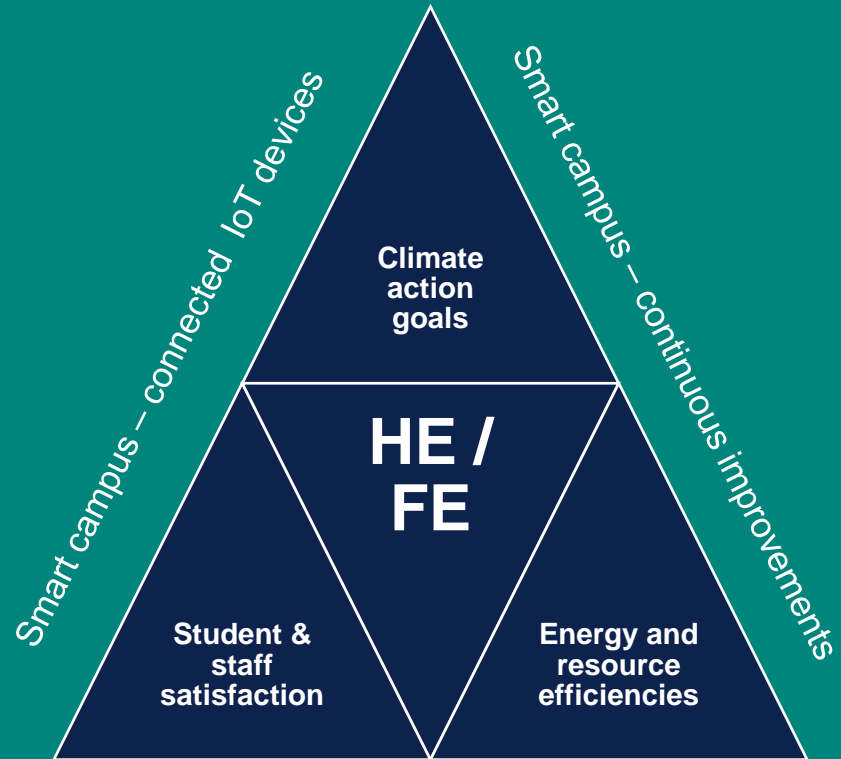 Smart campus – connected IoT devices
Smart campus – continuous improvements
Climate
action
goals
HE /
FE
Student &
staff
satisfaction
Energy and
resource
efficiencies